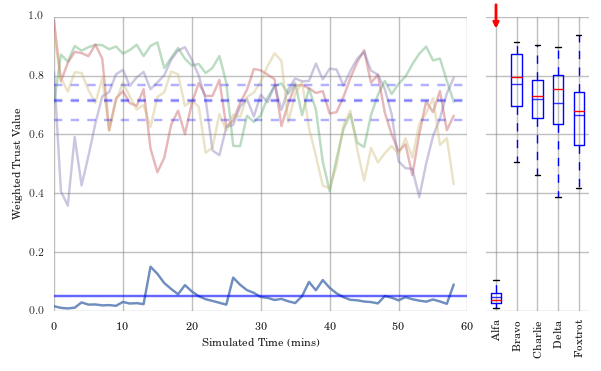 Weighted Trust Value
1.0
0.8
0.6
0.4
0.2
0.0
0 10 20 30 40 50 60
Simulated Time (mins)
Alfa
Bravo
Charlie
Delta
Foxtrot